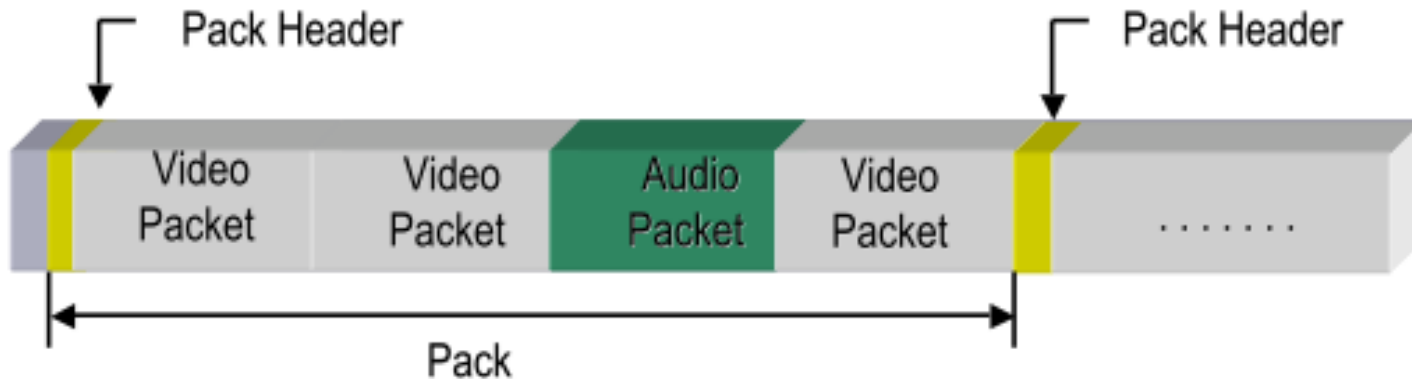 Pack Header
Pack Header
Video
Packet
Video
Packet
Audio
Packet
Video
Packet
.......
Pack